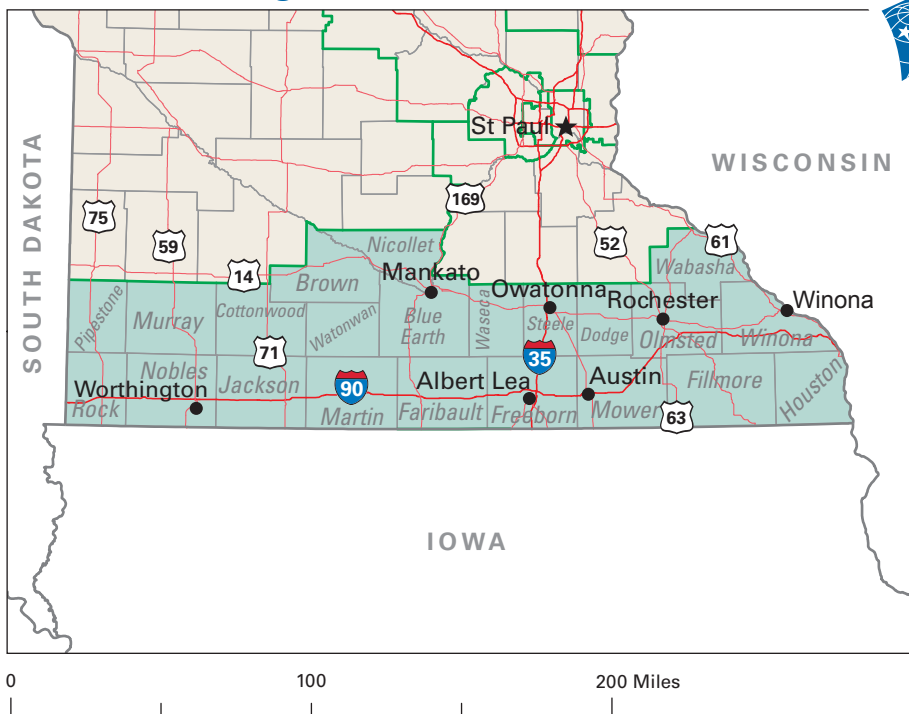 St Paul
WISCONSIN
SOUTH DAKOTA
75
59
169
52
61
14
Nicollet
Mankato
Wabasha
Brown
Owatonna
Rochester
Winona
Pipestone
Murray
Cottonwood
Watonwan
Blue
Earth
Waseca
Steele
Dodge
Olmsted
Winona
71
35
Nobles
Worthington
Jackson
90
Albert Lea
Austin
Fillmore
Houston
Rock
Martin
Faribault
Freeborn
Mower
63
IOWA
0
100
200 Miles